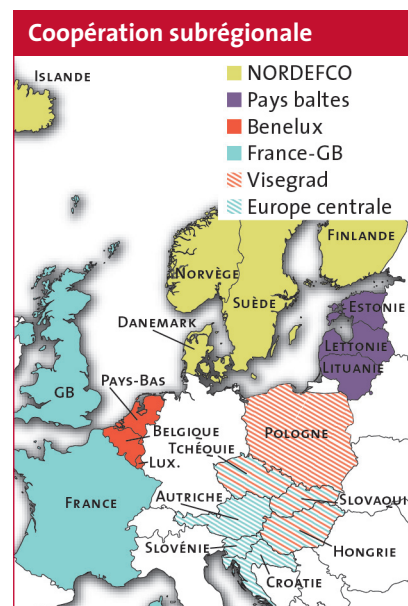 Coopération subrégionale
ISLANDE
NORDEFCO
Pays baltes
Benelux
France-GB
Visegrad
Europe centrale
FINLANDE
NORVÈGE
SUÈDE
ESTONIE
DANEMARK
LETTONIE
LITUANIE
GB
PAYS-BAS
BELGIQUE
POLOGNE
TCHÉQUIE
LUX.
FRANCE
AUTRICHE
SLOVAQUI
SLOVÉNIE
HONGRIE
CROATIE